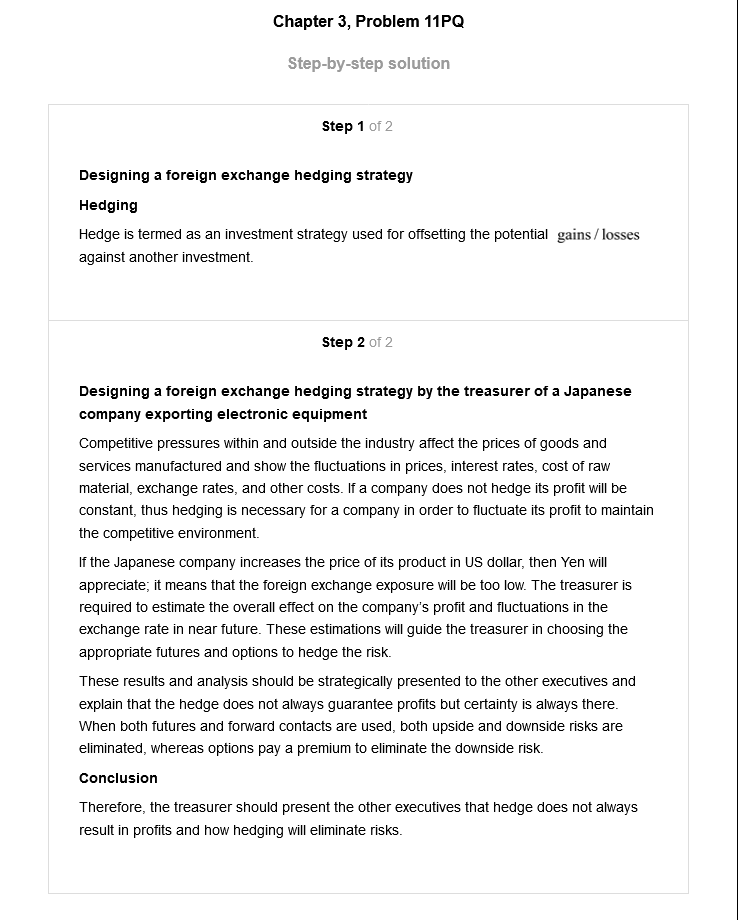 Chapter 3, Problem 11PQ
Step-by-step solution
Step 1 of 2
Designing a foreign exchange hedging strategy
Hedging
Hedge is termed as an investment strategy used for offsetting the potential gains / losses
against another investment.
Step 2 of 2
Designing a foreign exchange hedging strategy by the treasurer of a Japanese
company exporting electronic equipment
Competitive pressures within and outside the industry affect the prices of goods and
services manufactured and show the fluctuations in prices, interest rates, cost of raw
material, exchange rates, and other costs. If a company does not hedge its profit will be
constant, thus hedging is necessary for a company in order to fluctuate its profit to maintain
the competitive environment.
If the Japanese company increases the price of its product in US dollar, then Yen will
appreciate; it means that the foreign exchange exposure will be too low. The treasurer is
required to estimate the overall effect on the company's profit and fluctuations in the
exchange rate in near future. These estimations will guide the treasurer in choosing the
appropriate futures and options to hedge the risk.
These results and analysis should be strategically presented to the other executives and
explain that the hedge does not always guarantee profits but certainty is always there.
When both futures and forward contacts are used, both upside and downside risks are
eliminated, whereas options pay a premium to eliminate the downside risk.
Conclusion
Therefore, the treasurer should present the other executives that hedge does not always
result in profits and how hedging will eliminate risks.